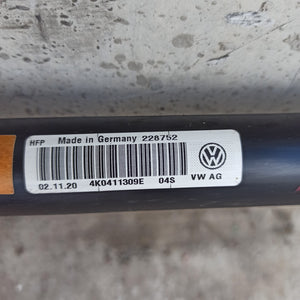 HFP Made in Germany 228752
02.11.20 4K0411309E 04S VW AG